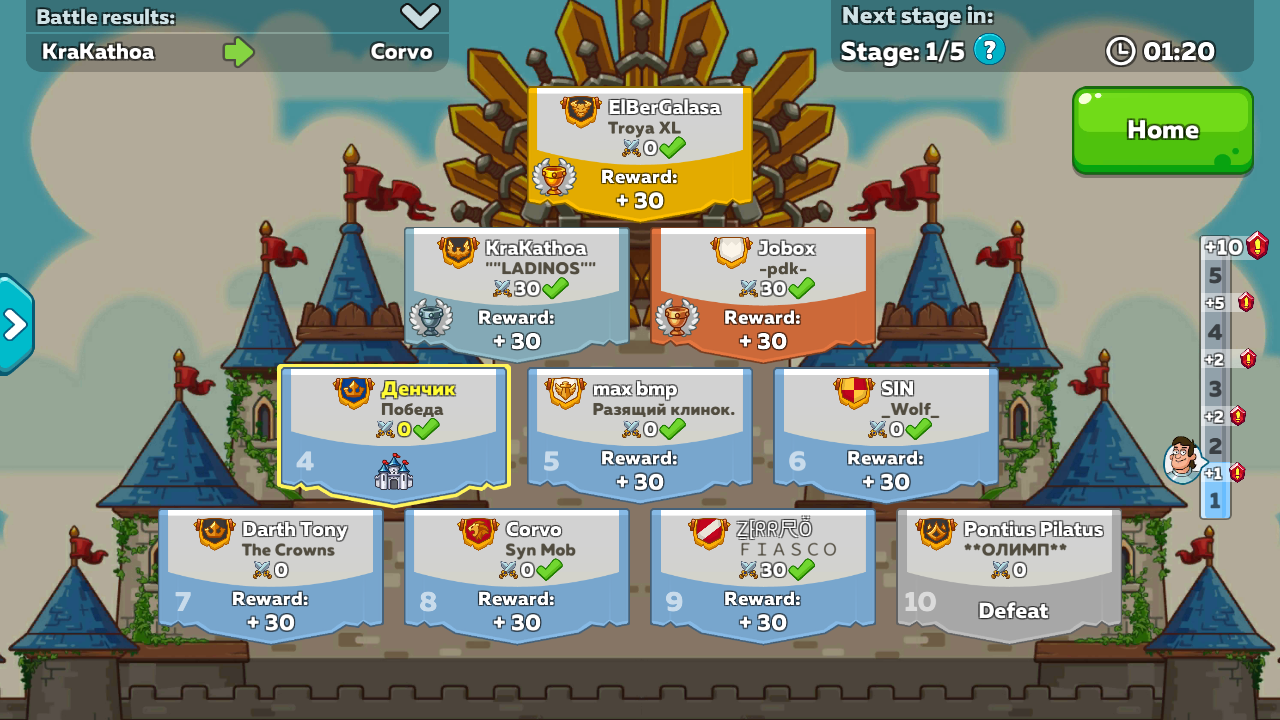 Battle results:
KraKathoa
Corvo
Next stage in:
Stage: 1/5 ?
01:20
Home
ElBerGalasa
Troya XL
0
Reward:
+ 30
KraKathoa
""LADINOS""
30
Reward:
+ 30
Jobox
-pdk-
30
Reward:
+ 30
Денчик
Победа
0
4
max bmp
Разящий клинок.
0
5
Reward:
+ 30
SIN
_Wolf_
0
6
Reward:
+ 30
Darth Tony
The Crowns
0
7
Reward:
+ 30
Corvo
Syn Mob
0
8
Reward:
+ 30
F I A S C O
30
9
Reward:
+ 30
Pontius Pilatus
**ОЛИМП**
0
10
Defeat
+10
5
+5
4
+2
3
+2
2
+1
1